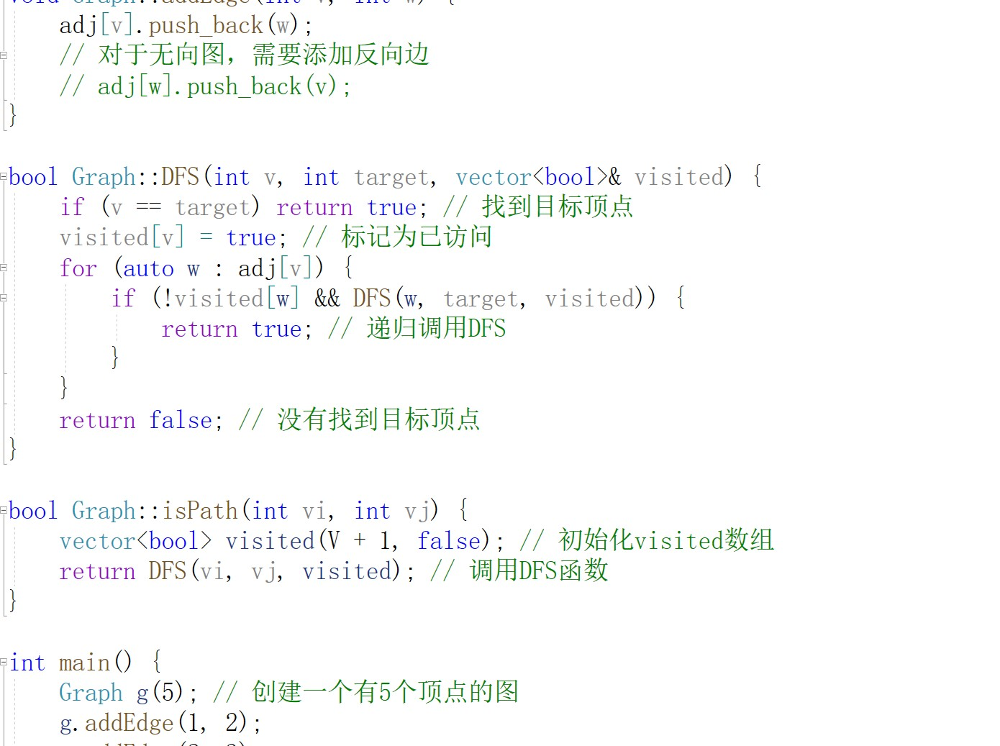 void Graph::addEdge(int v, int w) {
    adj[v].push_back(w);
    // 对于无向图，需要添加反向边
    // adj[w].push_back(v);
}
bool Graph::DFS(int v, int target, vector<bool>& visited) {
    if (v == target) return true; // 找到目标顶点
    visited[v] = true; // 标记为已访问
    for (auto w : adj[v]) {
        if (!visited[w] && DFS(w, target, visited)) {
            return true; // 递归调用DFS
        }
    }
    return false; // 没有找到目标顶点
}
bool Graph::isPath(int vi, int vj) {
    vector<bool> visited(V + 1, false); // 初始化visited数组
    return DFS(vi, vj, visited); // 调用DFS函数
}
int main() {
    Graph g(5); // 创建一个有5个顶点的图
    g.addEdge(1, 2);